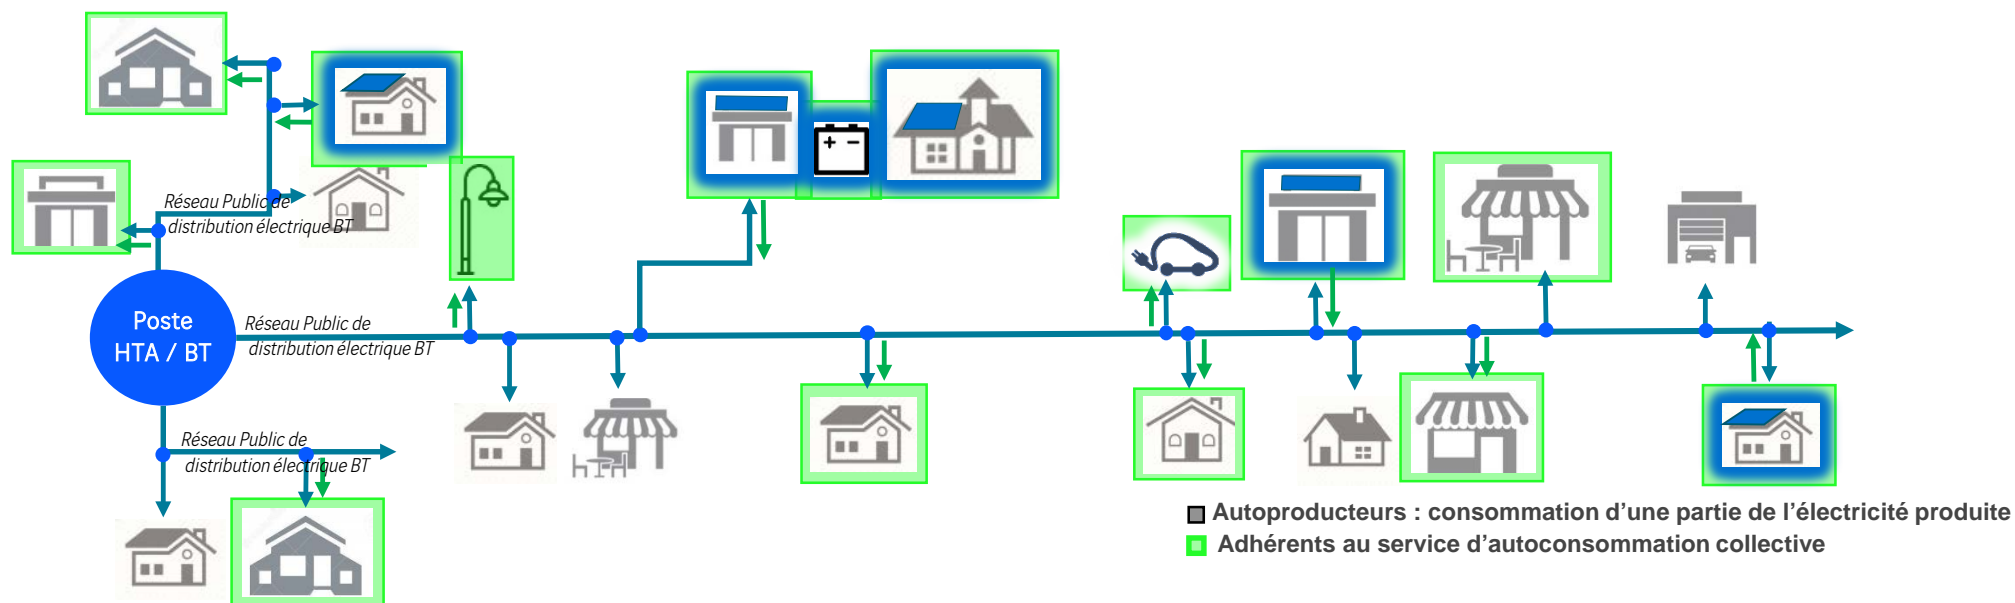 Réseau Public de
distribution électrique BT
Poste
HTA / BT
Réseau Public de
distribution électrique BT
Réseau Public de
distribution électrique BT
+ −
Autoproducteurs : consommation d’une partie de l’électricité produite
Adhérents au service d’autoconsommation collective